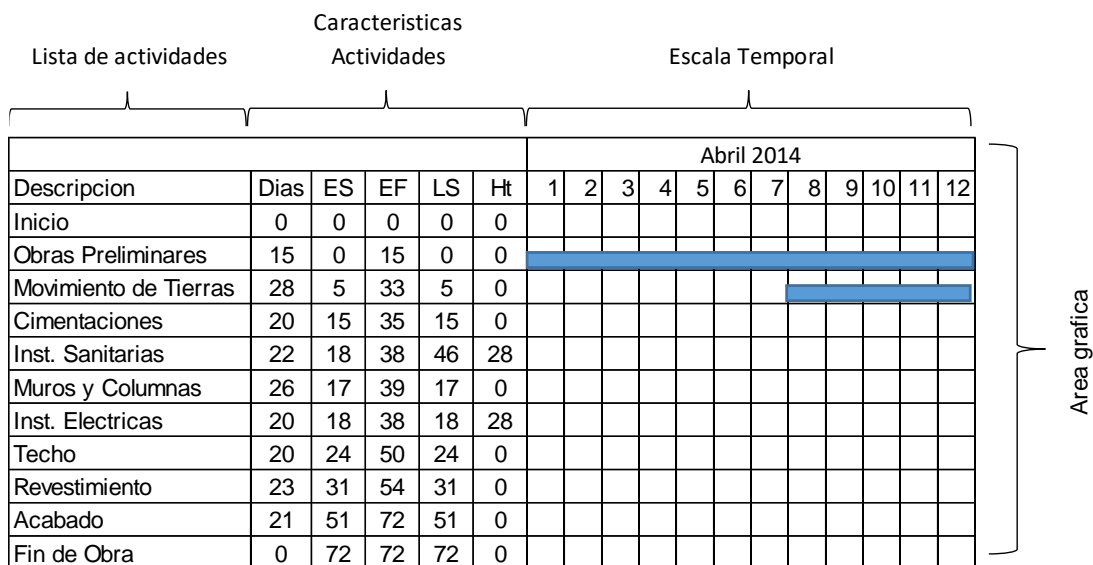 Caracteristicas
Lista de actividades Actividades Escala Temporal
Abril 2014
Descripcion Dias ES EF LS Ht 1 2 3 4 5 6 7 8 9 10 11 12
Inicio 0 0 0 0 0
Obras Preliminares 15 0 15 0 0
Movimiento de Tierras 28 5 33 5 0
Cimentaciones 20 15 35 15 0
Inst. Sanitarias 22 18 38 46 28
Muros y Columnas 26 17 39 17 0
Inst. Electricas 20 18 38 18 28
Techo 20 24 50 24 0
Revestimiento 23 31 54 31 0
Acabado 21 51 72 51 0
Fin de Obra 0 72 72 72 0
Area grafica